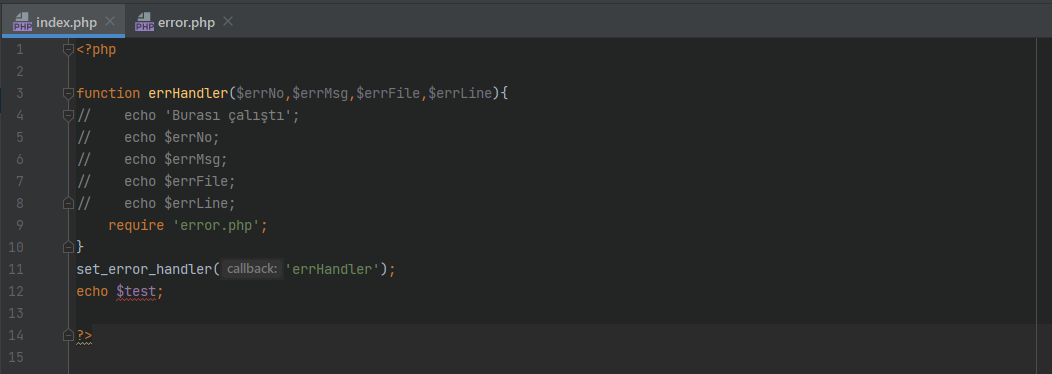 index.php
error.php
1 <?php
2
3 function errHandler($errNo,$errMsg,$errFile,$errLine){
4 //    echo 'Burası çalıştı';
5 //    echo $errNo;
6 //    echo $errMsg;
7 //    echo $errFile;
8 //    echo $errLine;
9     require 'error.php';
10 }
11 set_error_handler( callback: 'errHandler');
12 echo $test;
13
14 ?>
15